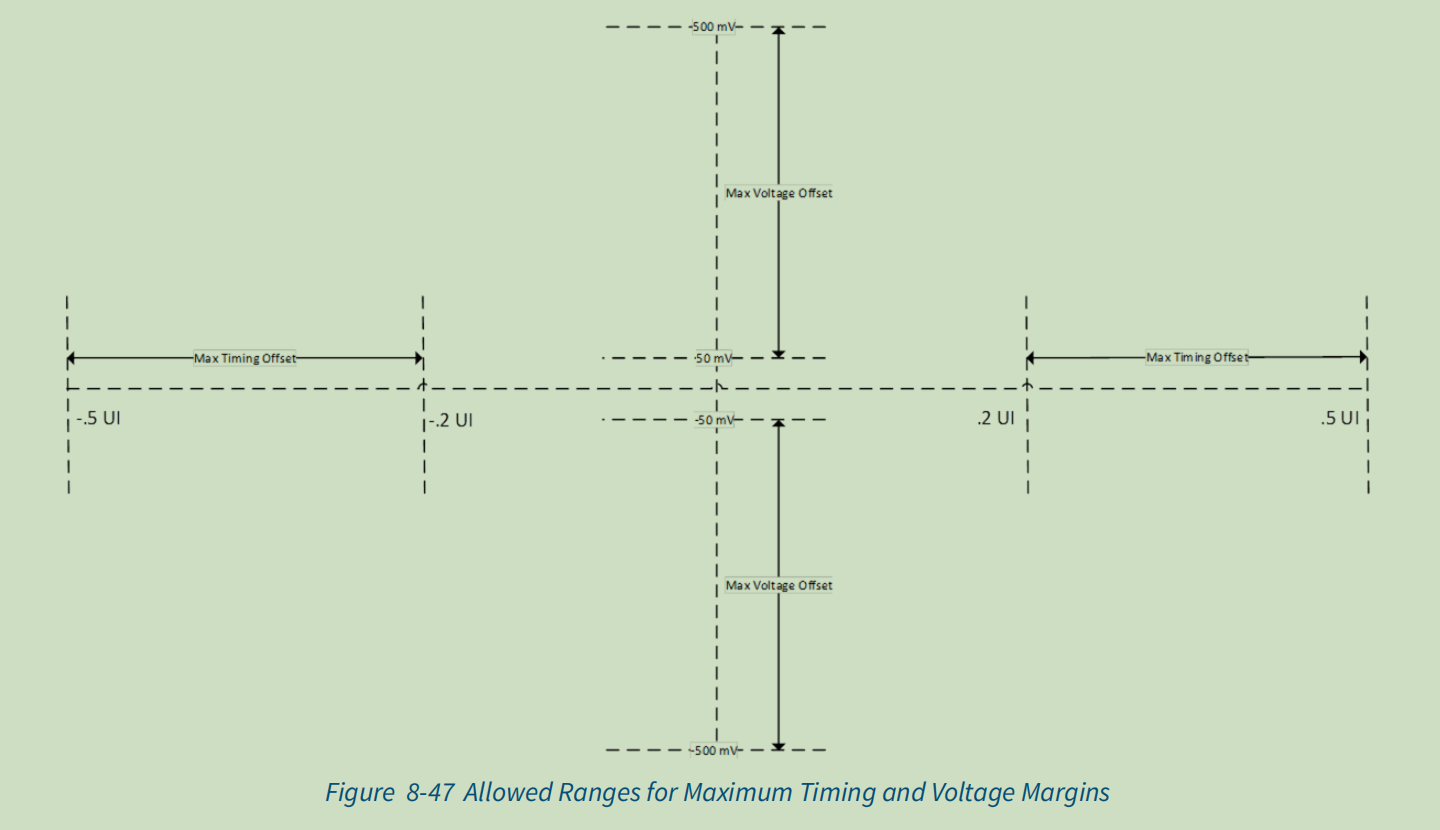 500 mV
Max Voltage Offset
Max Timing Offset
50 mV
Max Timing Offset
-.5 UI
-.2 UI
-50 mV
.2 UI
.5 UI
Max Voltage Offset
-500 mV
Figure 8-47 Allowed Ranges for Maximum Timing and Voltage Margins